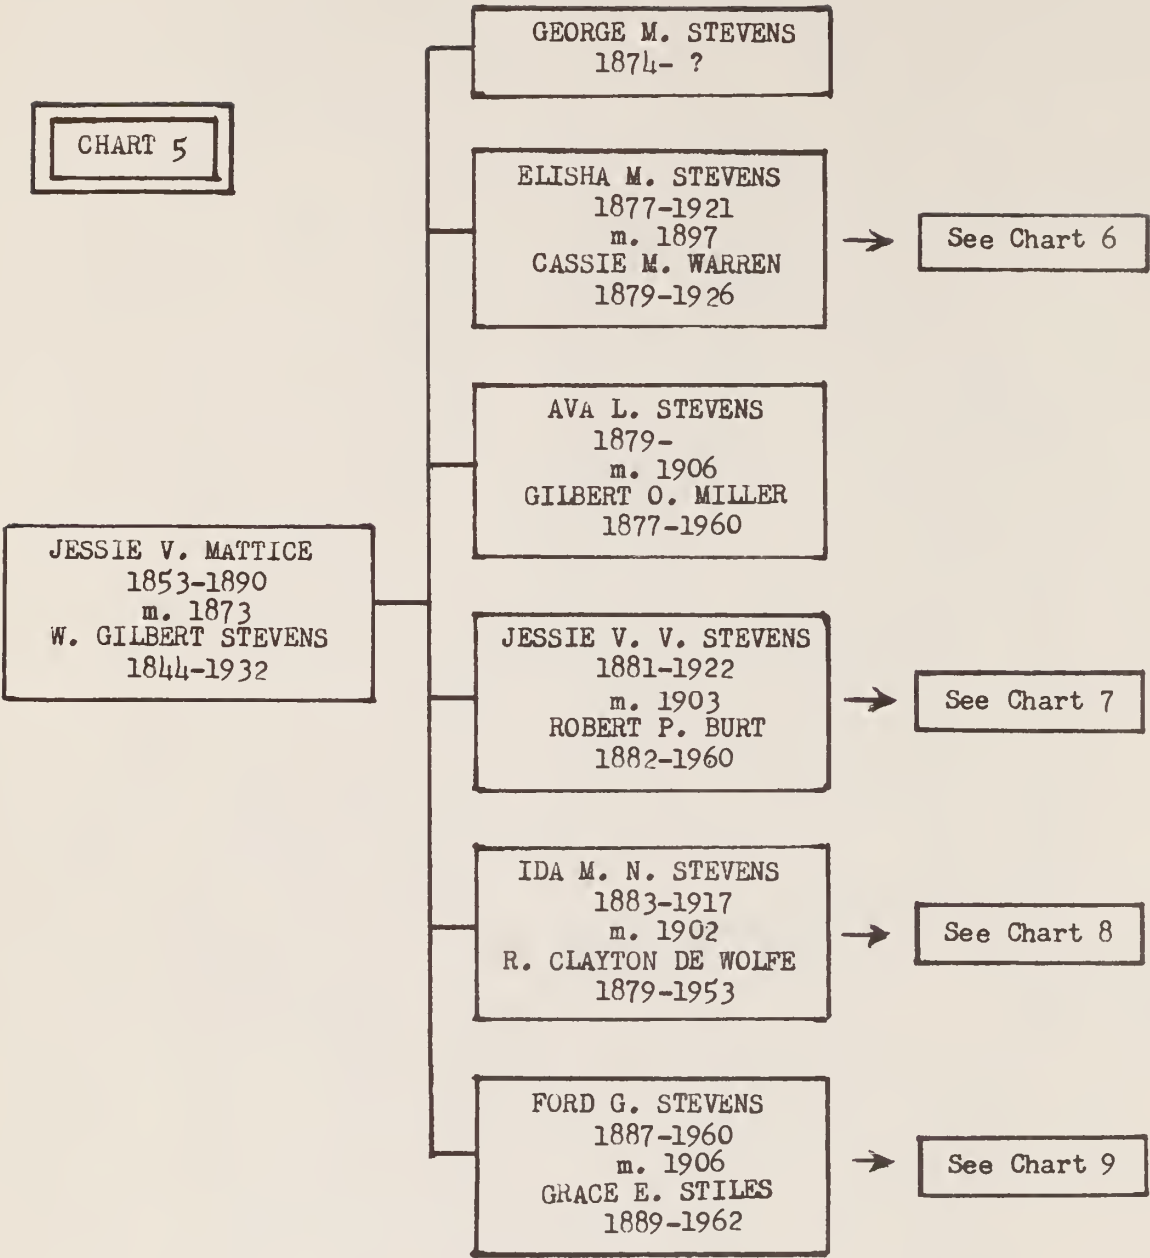 CHART 5
GEORGE M. STEVENS
1874- ?
ELISHA M. STEVENS
1877-1921
m. 1897
CASSIE M. WARREN
1879-1926
See Chart 6
AVA L. STEVENS
1879-
m. 1906
GILBERT O. MILLER
1877-1960
JESSIE V. MATTICE
1853-1890
m. 1873
W. GILBERT STEVENS
1844-1932
JESSIE V. V. STEVENS
1881-1922
m. 1903
ROBERT P. BURT
1882-1960
See Chart 7
IDA M. N. STEVENS
1883-1917
m. 1902
R. CLAYTON DE WOLFE
1879-1953
See Chart 8
FORD G. STEVENS
1887-1960
m. 1906
GRACE E. STILES
1889-1962
See Chart 9